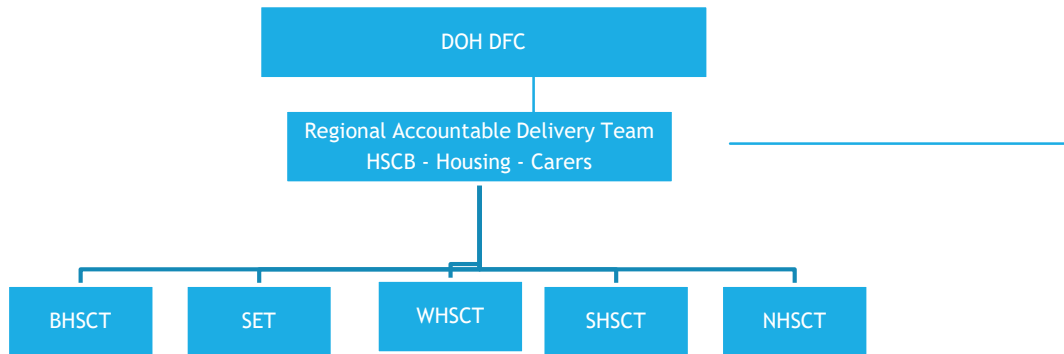 DOH DFC
Regional Accountable Delivery Team
HSCB - Housing - Carers
BHSCT
SET
WHSCT
SHSCT
NHSCT